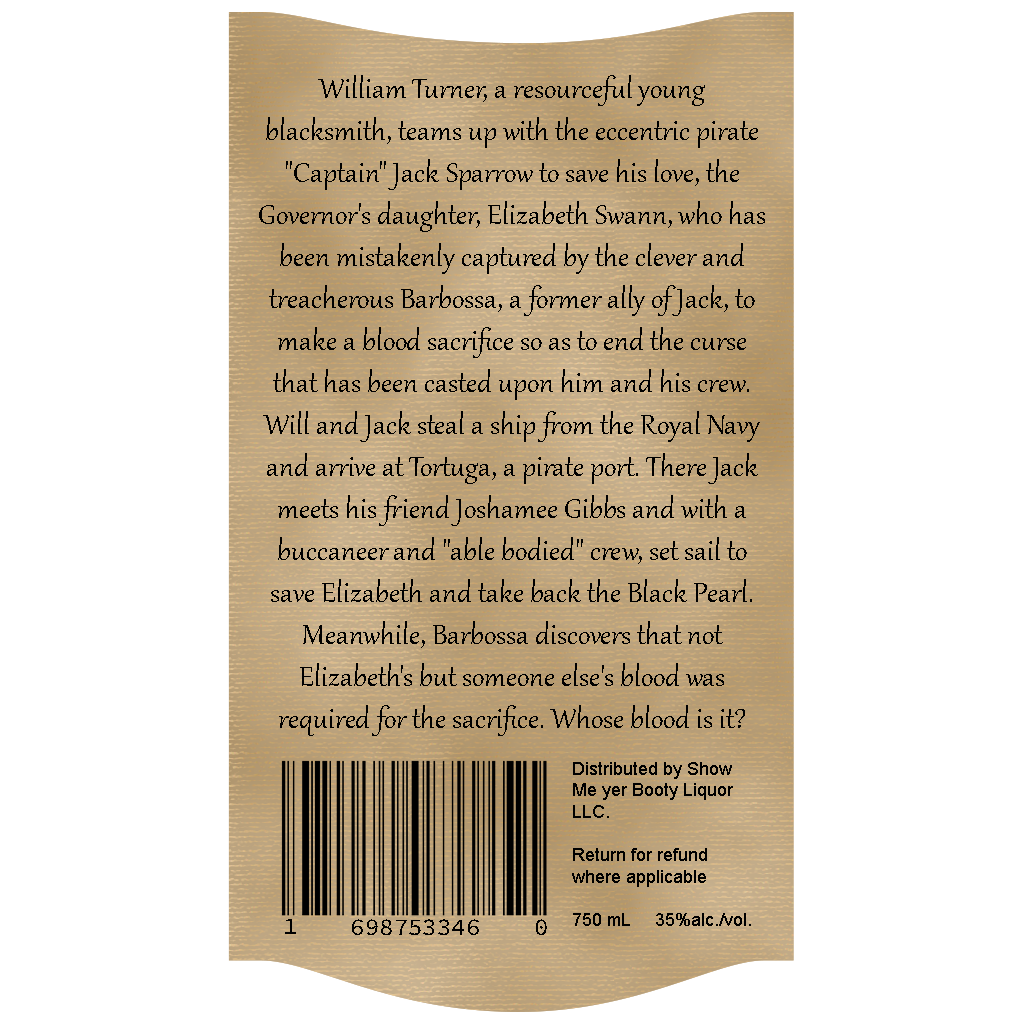 William Turner, a resourceful young
blacksmith, teams up with the eccentric pirate
"Captain" Jack Sparrow to save his love, the
Governor's daughter, Elizabeth Swann, who has
been mistakenly captured by the clever and
treacherous Barbossa, a former ally of Jack, to
make a blood sacrifice so as to end the curse
that has been casted upon him and his crew.
Will and Jack steal a ship from the Royal Navy
and arrive at Tortuga, a pirate port. There Jack
meets his friend Joshamee Gibbs and with a
buccaneer and "able bodied" crew, set sail to
save Elizabeth and take back the Black Pearl.
Meanwhile, Barbossa discovers that not
Elizabeth's but someone else's blood was
required for the sacrifice. Whose blood is it?
Distributed by Show
Me yer Booty Liquor
LLC.
Return for refund
where applicable
750 mL 35%alc./vol.
1 698753346 0